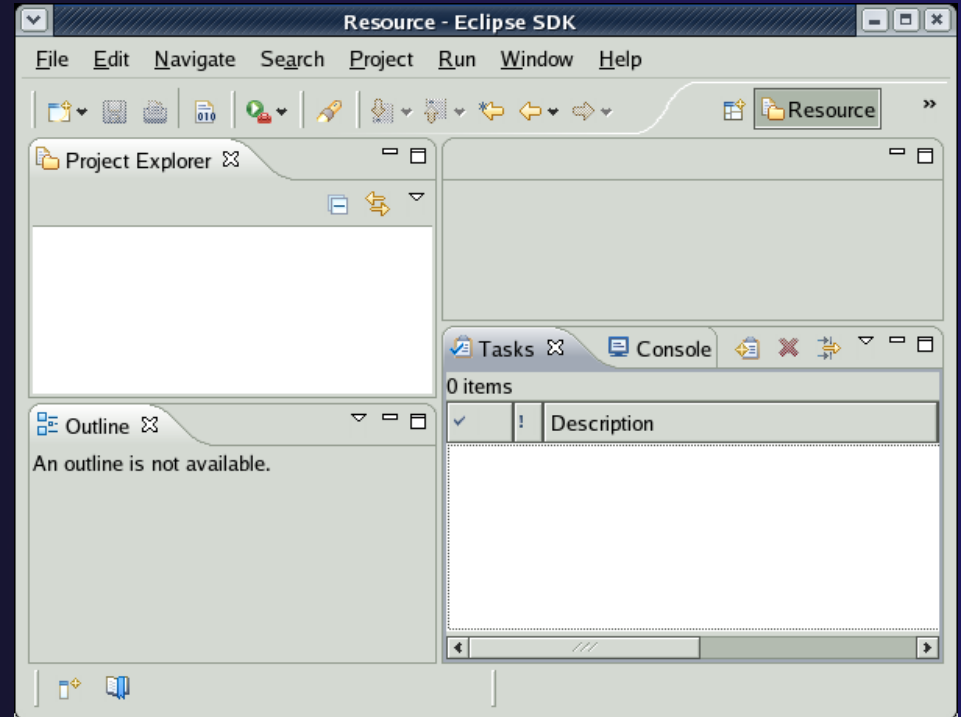 Resource - Eclipse SDK
File Edit Navigate Search Project Run Window Help
010
Resource »
Project Explorer
Tasks
Console
0 items
! Description
Outline
An outline is not available.